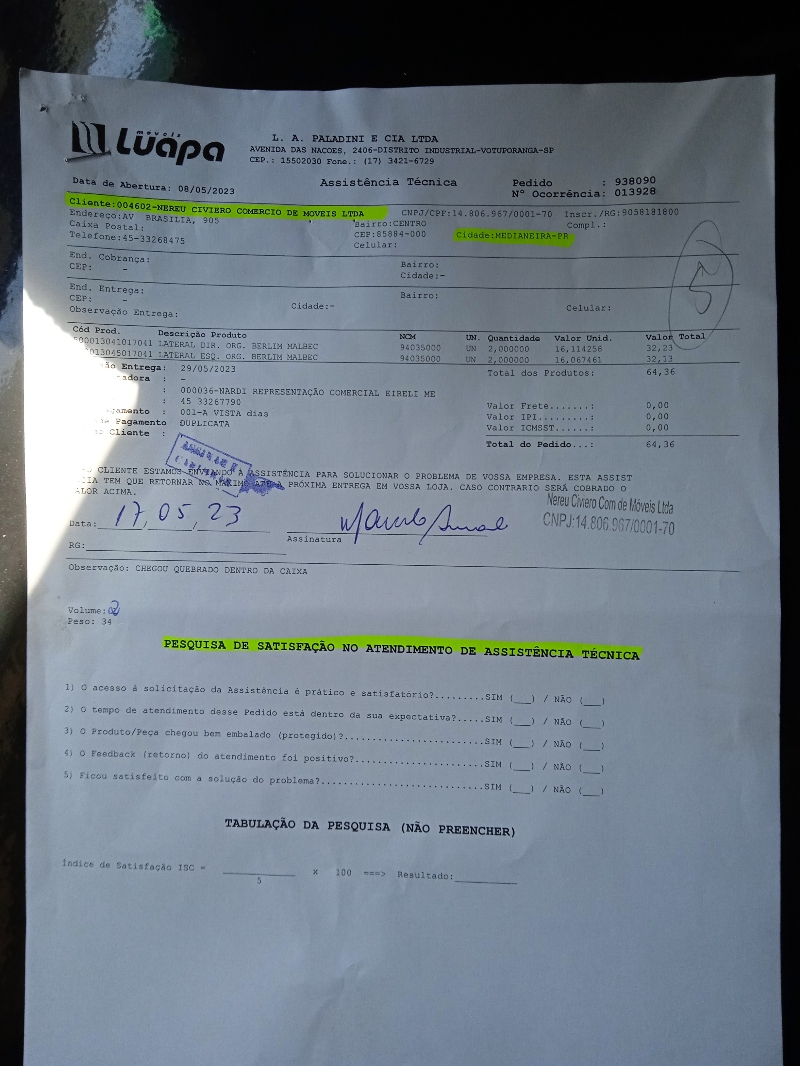 móveis
Luapa
L. A. PALADINI E CIA LTDA
AVENIDA DAS NACOES, 2406-DISTRITO INDUSTRIAL-VOTUPORANGA-SP
CEP.: 15502030 Fone.: (17) 3421-6729
Data de Abertura: 08/05/2023 Assistência Técnica Pedido : 938090
Nº Ocorrência: 013928
Cliente:004602-NEREU CIVIERO COMERCIO DE MOVEIS LTDA CNPJ/CPF:14.806.967/0001-70 Inscr./RG:9058181800
Endereço:AV BRASILIA, 905 Bairro:CENTRO Compl.:
Caixa Postal: CEP:85884-000 Cidade:MEDIANEIRA-PR
Telefone:45-33268475 Celular:
5
End. Cobrança: Bairro:
CEP: - Cidade:-
End. Entrega: Bairro:
CEP: - Cidade:- Celular:
Observação Entrega:
Cód Prod. Descrição Produto NCM UN. Quantidade Valor Unid. Valor Total
000013041017041 LATERAL DIR. ORG. BERLIM MALBEC 94035000 UN 2,000000 16,114256 32,23
013045017041 LATERAL ESQ. ORG. BERLIM MALBEC 94035000 UN 2,000000 16,067461 32,13
ão Entrega: 29/05/2023 Total dos Produtos: 64,36
adora : -
: 000036-NARDI REPRESENTAÇÃO COMERCIAL EIRELI ME
: 45 33267790 Valor Frete.......: 0,00
gamento : 001-A VISTA dias Valor IPI.........: 0,00
e Pagamento : DUPLICATA Valor ICMSST......: 0,00
Cliente : Total do Pedido...: 64,36
CLIENTE ESTAMOS ENVIANDO A ASSISTÊNCIA PARA SOLUCIONAR O PROBLEMA DE VOSSA EMPRESA. ESTA ASSIST
CIA TEM QUE RETORNAR NO MÁXIMO ATÉ A PRÓXIMA ENTREGA EM VOSSA LOJA. CASO CONTRARIO SERÁ COBRADO O
ALOR ACIMA.
Nereu Civiero Com de Móveis Ltda
CNPJ:14.806.967/0001-70
Data: 17,05,23 Assinatura
RG:
Observação: CHEGOU QUEBRADO DENTRO DA CAIXA
Volume: 2
Peso: 34
PESQUISA DE SATISFAÇÃO NO ATENDIMENTO DE ASSISTÊNCIA TÉCNICA
1) O acesso à solicitação da Assistência é prático e satisfatório?.........SIM (___) / NÃO (___)
2) O tempo de atendimento desse Pedido está dentro da sua expectativa?.....SIM (___) / NÃO (___)
3) O Produto/Peça chegou bem embalado (protegido)?.........................SIM (___) / NÃO (___)
4) O Feedback (retorno) do atendimento foi positivo?.......................SIM (___) / NÃO (___)
5) Ficou satisfeito com a solução do problema?.............................SIM (___) / NÃO (___)
TABULAÇÃO DA PESQUISA (NÃO PREENCHER)
Índice de Satisfação ISC = __________ x 100 ===> Resultado:_________
5